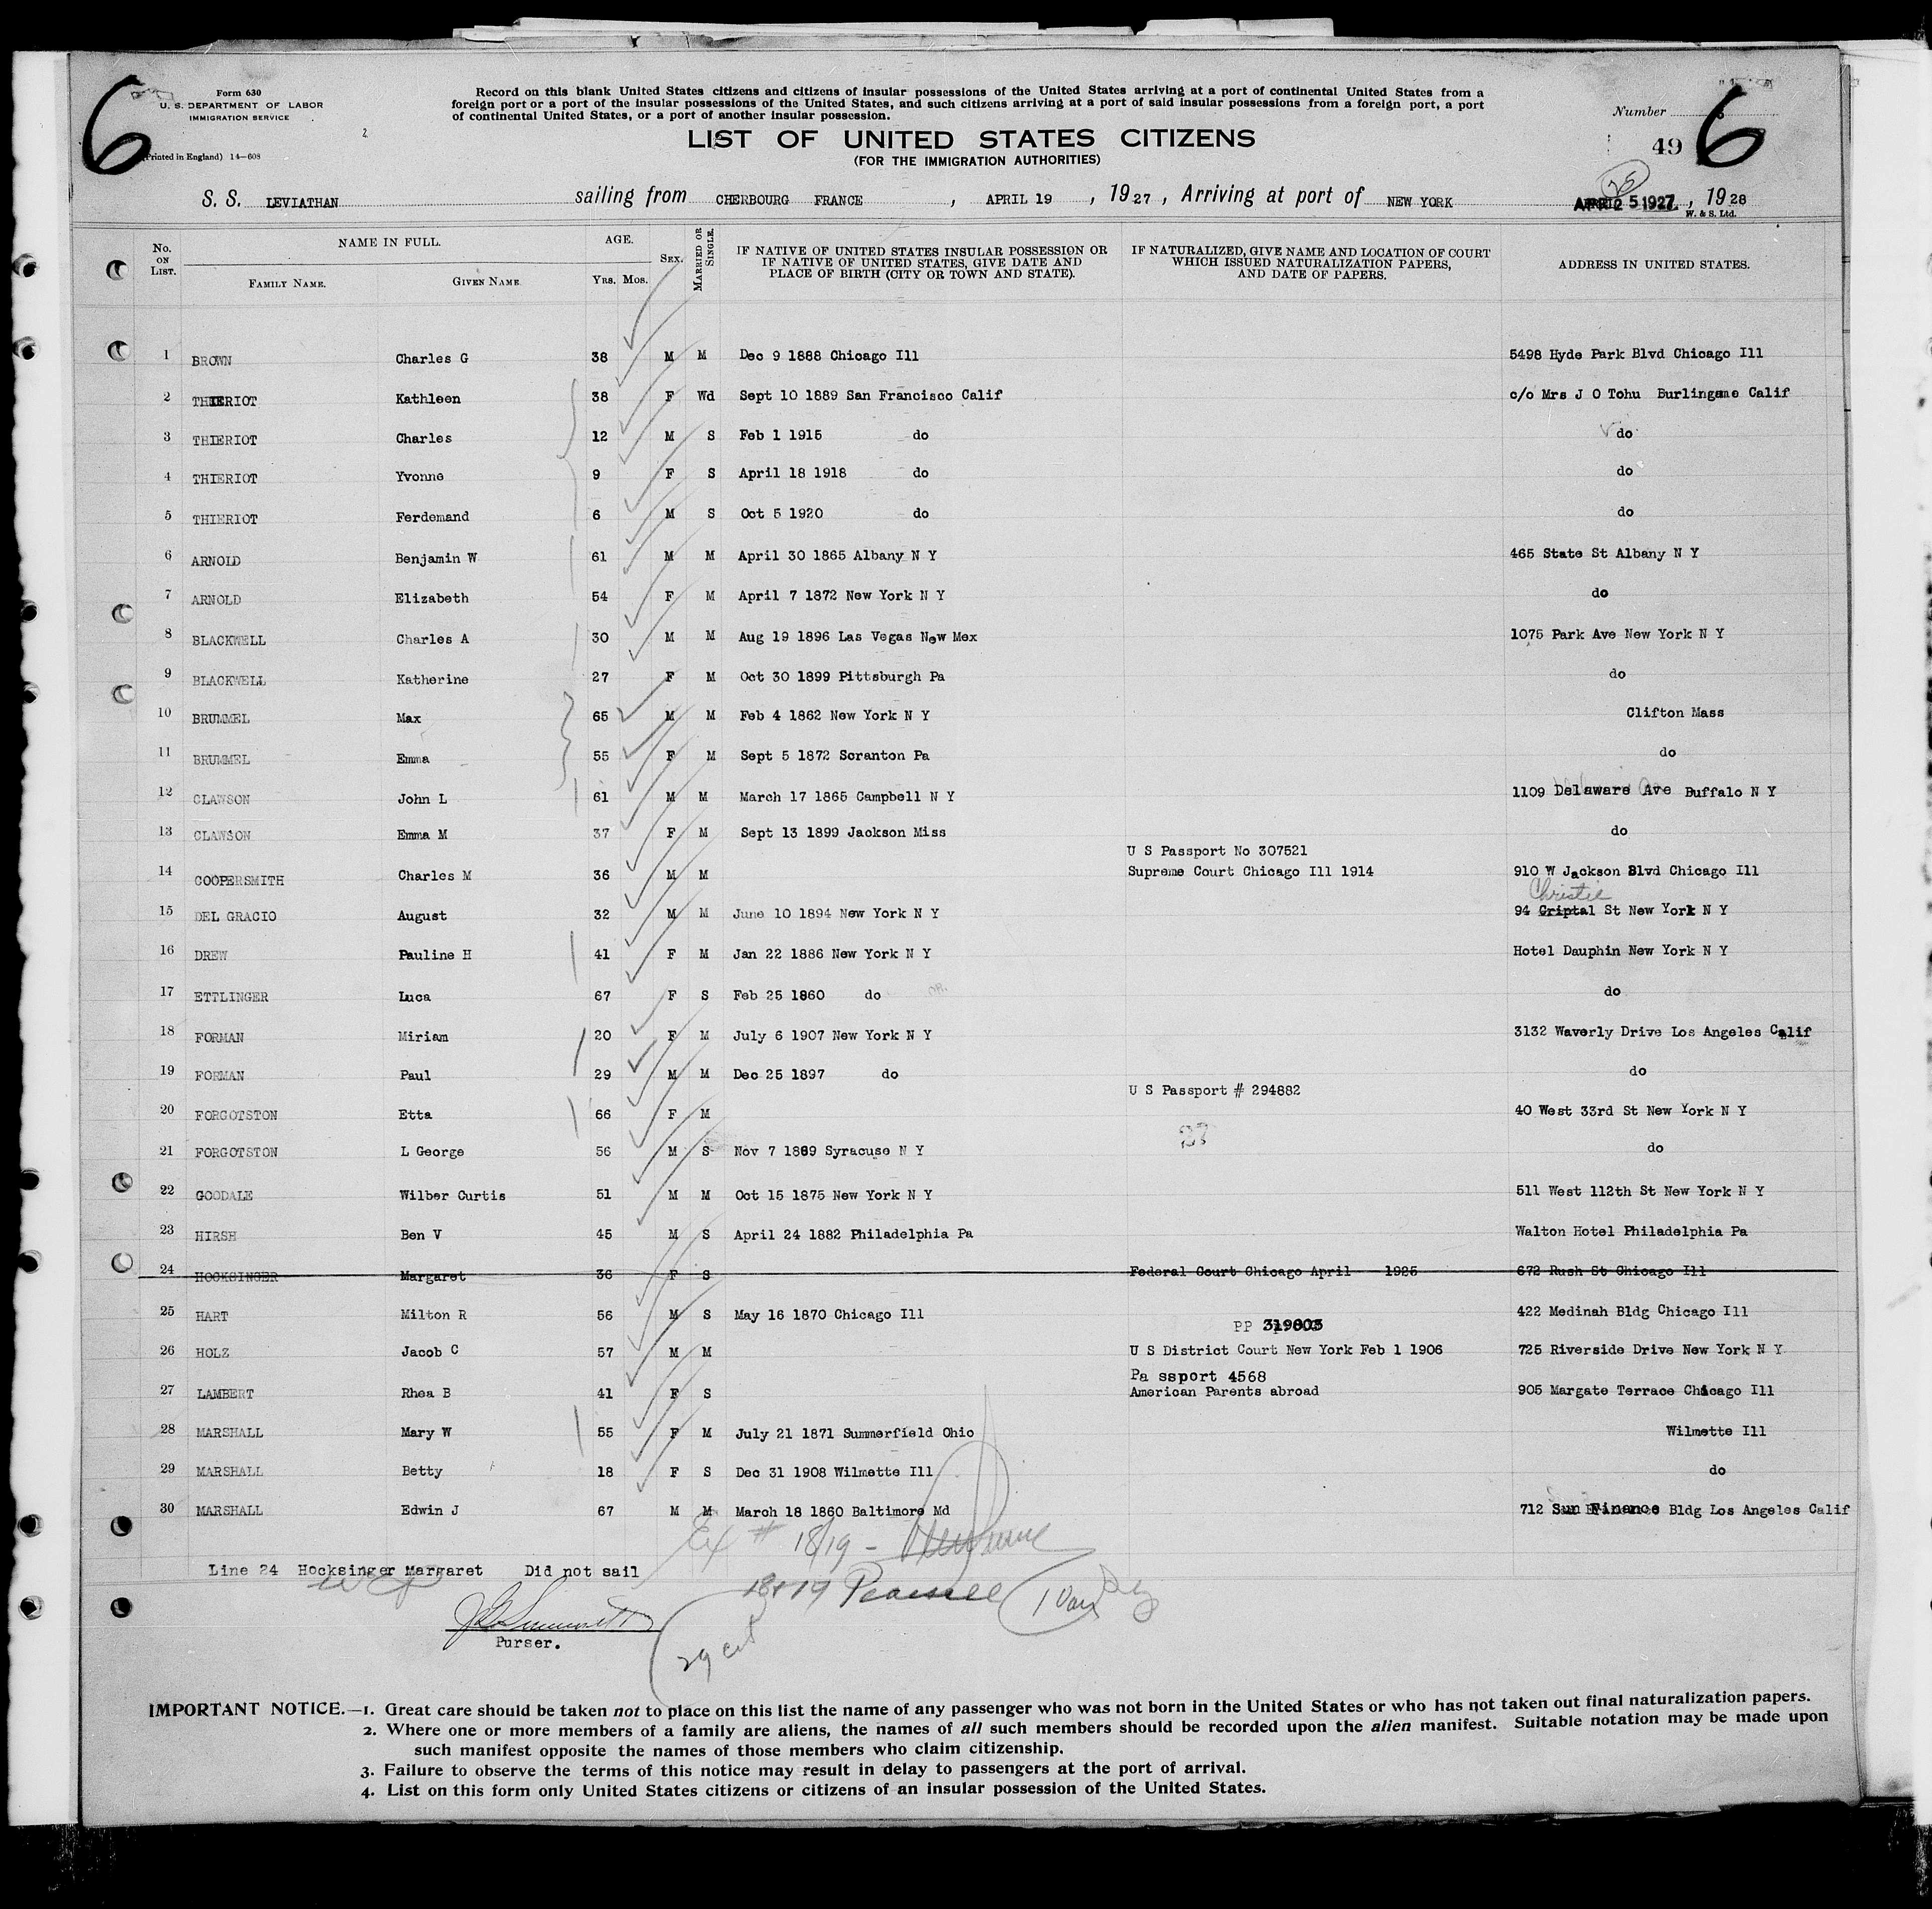 6
Form 630
U. S. DEPARTMENT OF LABOR
IMMIGRATION SERVICE
(Printed in England) 14—608
Record on this blank United States citizens and citizens of insular possessions of the United States arriving at a port of continental United States from a
foreign port or a port of the insular possessions of the United States, and such citizens arriving at a port of said insular possessions from a foreign port, a port
of continental United States, or a port of another insular possession.
LIST OF UNITED STATES CITIZENS
(FOR THE IMMIGRATION AUTHORITIES)
Number
49 6
S. S. LEVIATHAN sailing from CHERBOURG FRANCE , APRIL 19 , 1927 , Arriving at port of NEW YORK APR 25 1927 , 1928
W. & S. Ltd.
No. ON LIST. NAME IN FULL. FAMILY NAME. GIVEN NAME AGE. YRS. MOS. SEX. MARRIED OR SINGLE. IF NATIVE OF UNITED STATES INSULAR POSSESSION OR IF NATIVE OF UNITED STATES, GIVE DATE AND PLACE OF BIRTH (CITY OR TOWN AND STATE). IF NATURALIZED, GIVE NAME AND LOCATION OF COURT WHICH ISSUED NATURALIZATION PAPERS, AND DATE OF PAPERS. ADDRESS IN UNITED STATES.
1 BROWN Charles G 38 M M Dec 9 1888 Chicago Ill 5498 Hyde Park Blvd Chicago Ill
2 THIERIOT Kathleen 38 F Wd Sept 10 1889 San Francisco Calif c/o Mrs J O Tohu Burlingame Calif
3 THIERIOT Charles 12 M S Feb 1 1915 do do
4 THIERIOT Yvonne 9 F S April 18 1918 do do
5 THIERIOT Ferdemand 6 M S Oct 5 1920 do do
6 ARNOLD Benjamin W 61 M M April 30 1865 Albany N Y 465 State St Albany N Y
7 ARNOLD Elizabeth 54 F M April 7 1872 New York N Y do
8 BLACKWELL Charles A 30 M M Aug 19 1896 Las Vegas New Mex 1075 Park Ave New York N Y
9 BLACKWELL Katherine 27 F M Oct 30 1899 Pittsburgh Pa do
10 BRUMMEL Max 65 M M Feb 4 1862 New York N Y Clifton Mass
11 BRUMMEL Emma 55 F M Sept 5 1872 Scranton Pa do
12 CLAWSON John L 61 M M March 17 1865 Campbell N Y 1109 Delaware Ave Buffalo N Y
13 CLAWSON Emma M 37 F M Sept 13 1899 Jackson Miss do
U S Passport No 307521
14 COOPERSMITH Charles M 36 M M Supreme Court Chicago Ill 1914 910 W Jackson Blvd Chicago Ill
Christie
15 DEL GRACIO August 32 M M June 10 1894 New York N Y 94 Criptal St New York N Y
16 DREW Pauline H 41 F M Jan 22 1886 New York N Y Hotel Dauphin New York N Y
17 ETTLINGER Luca 67 F S Feb 25 1860 do do
18 FORMAN Miriam 20 F M July 6 1907 New York N Y 3132 Waverly Drive Los Angeles Calif
19 FORMAN Paul 29 M M Dec 25 1897 do do
U S Passport # 294882
20 FORGOTSTON Etta 66 F M 40 West 33rd St New York N Y
27
21 FORGOTSTON L George 56 M S Nov 7 1869 Syracuse N Y do
22 GOODALE Wilber Curtis 51 M M Oct 15 1875 New York N Y 511 West 112th St New York N Y
23 HIRSH Ben V 45 M S April 24 1882 Philadelphia Pa Walton Hotel Philadelphia Pa
24 HOCKSINGER Margaret 36 F S Federal Court Chicago April 1925 672 Rush St Chicago Ill
25 HART Milton R 56 M S May 16 1870 Chicago Ill 422 Medinah Bldg Chicago Ill
PP 319803
26 HOLZ Jacob C 57 M M U S District Court New York Feb 1 1906 725 Riverside Drive New York N Y
Pa ssport 4568
27 LAMBERT Rhea B 41 F S American Parents abroad 905 Margate Terrace Chicago Ill
28 MARSHALL Mary W 55 F M July 21 1871 Summerfield Ohio Wilmette Ill
29 MARSHALL Betty 18 F S Dec 31 1908 Wilmette Ill do
30 MARSHALL Edwin J 67 M M March 18 1860 Baltimore Md 712 Sun Finance Bldg Los Angeles Calif
Ex # 18/19 -
Line 24 Hocksinger Margaret Did not sail
18+19
Purser.
29 cit
IMPORTANT NOTICE.—1. Great care should be taken not to place on this list the name of any passenger who was not born in the United States or who has not taken out final naturalization papers.
2. Where one or more members of a family are aliens, the names of all such members should be recorded upon the alien manifest. Suitable notation may be made upon
such manifest opposite the names of those members who claim citizenship.
3. Failure to observe the terms of this notice may result in delay to passengers at the port of arrival.
4. List on this form only United States citizens or citizens of an insular possession of the United States.